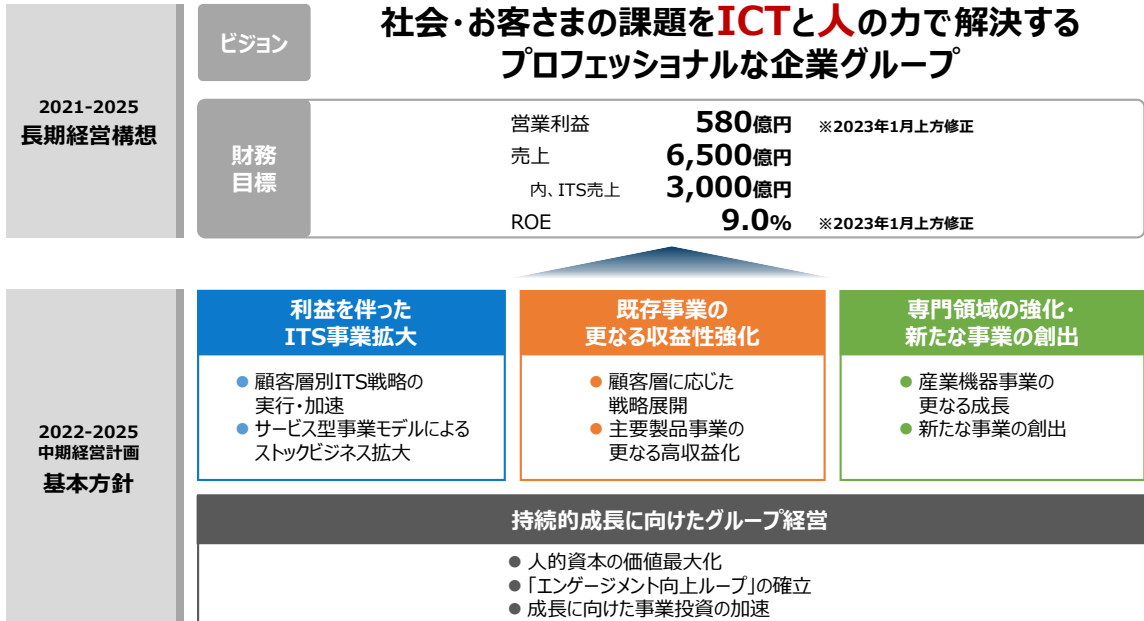 2021-2025
長期経営構想
ビジョン
社会・お客さまの課題をICTと人の力で解決する
プロフェッショナルな企業グループ
財務
目標
営業利益 580億円 ※2023年1月上方修正
売上 6,500億円
内、ITS売上 3,000億円
ROE 9.0% ※2023年1月上方修正
2022-2025
中期経営計画
基本方針
利益を伴った
ITS事業拡大
● 顧客層別ITS戦略の
実行・加速
● サービス型事業モデルによる
ストックビジネス拡大
既存事業の
更なる収益性強化
● 顧客層に応じた
戦略展開
● 主要製品事業の
更なる高収益化
専門領域の強化・
新たな事業の創出
● 産業機器事業の
更なる成長
● 新たな事業の創出
持続的成長に向けたグループ経営
● 人的資本の価値最大化
● 「エンゲージメント向上ループ」の確立
● 成長に向けた事業投資の加速